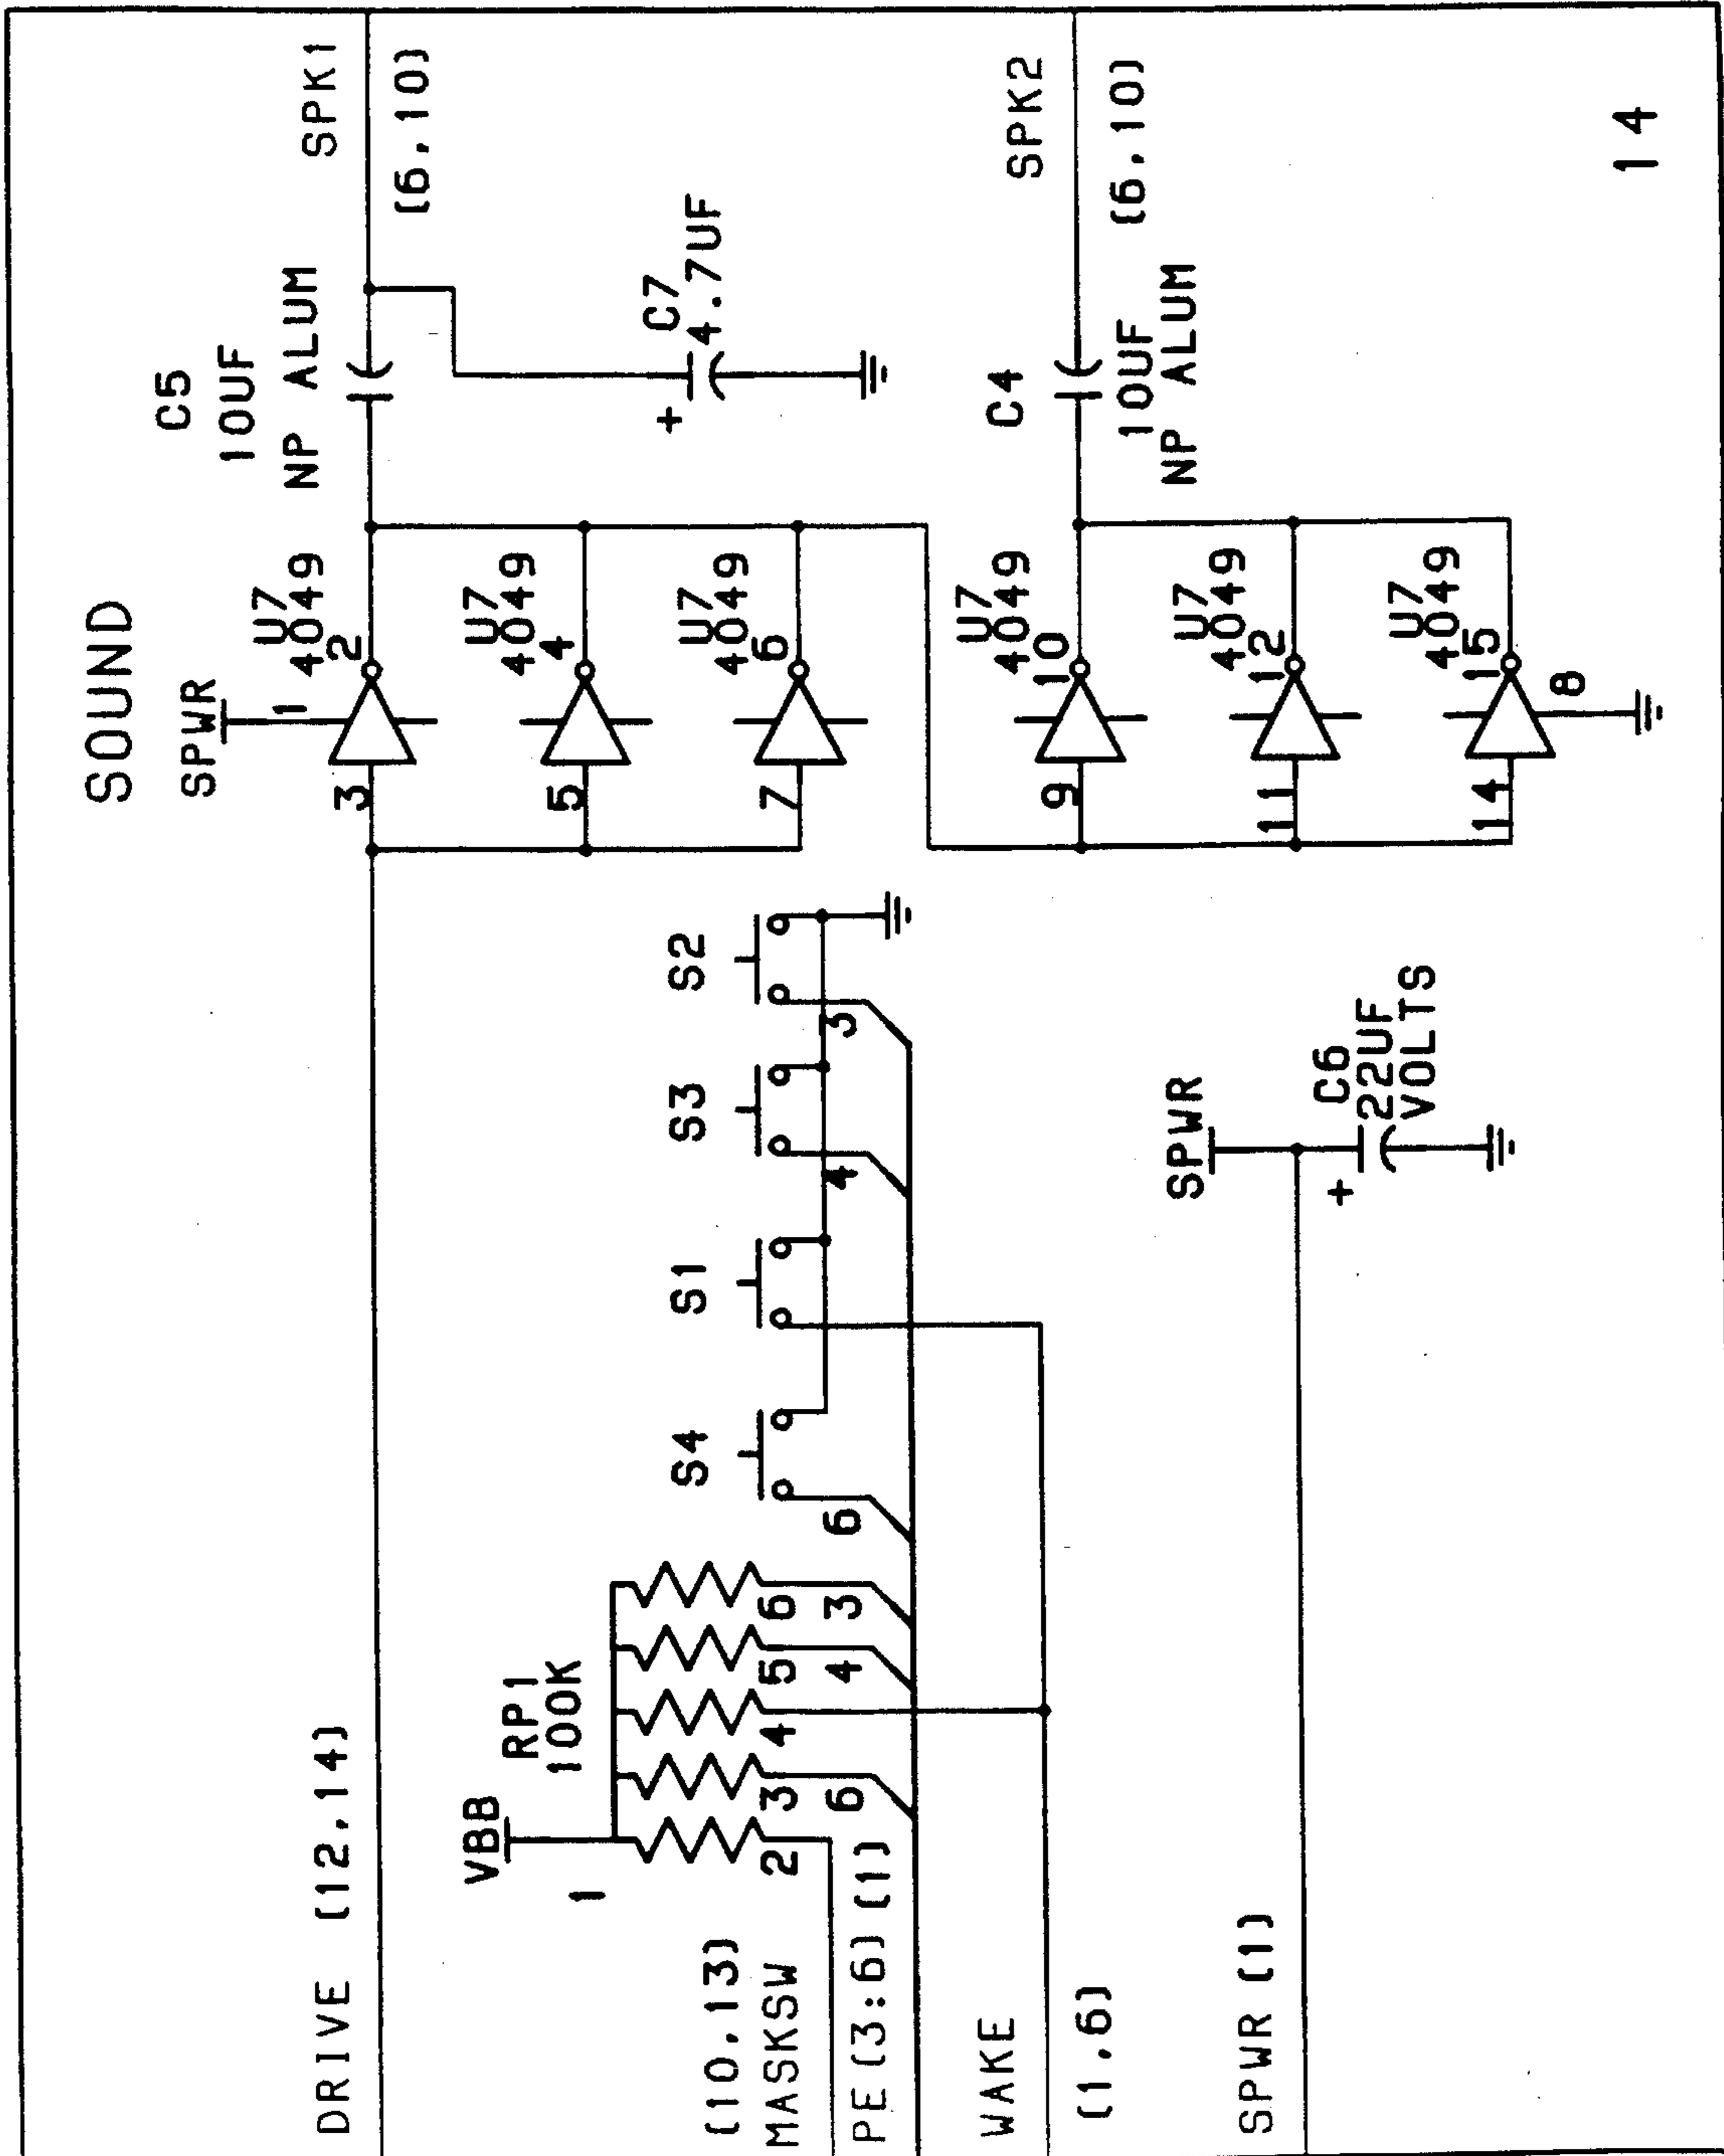 SOUND
DRIVE (12,14)
SPWR
1
3
U7
4049
2
5
U7
4049
4
7
U7
4049
6
C5
10UF
NP ALUM
SPK1
(6,10)
C7
4.7UF
+
VBB
1
RP1
100K
2
3
4
5
6
6
4
3
S4
6
S1
S3
4
S2
3
(10,13)
MASKSW
PE(3:6)(1)
WAKE
(1,6)
9
U7
4049
10
11
U7
4049
12
14
U7
4049
15
8
C4
10UF
NP ALUM
SPK2
(6,10)
SPWR (1)
SPWR
+
C6
22UF
VOLTS
14